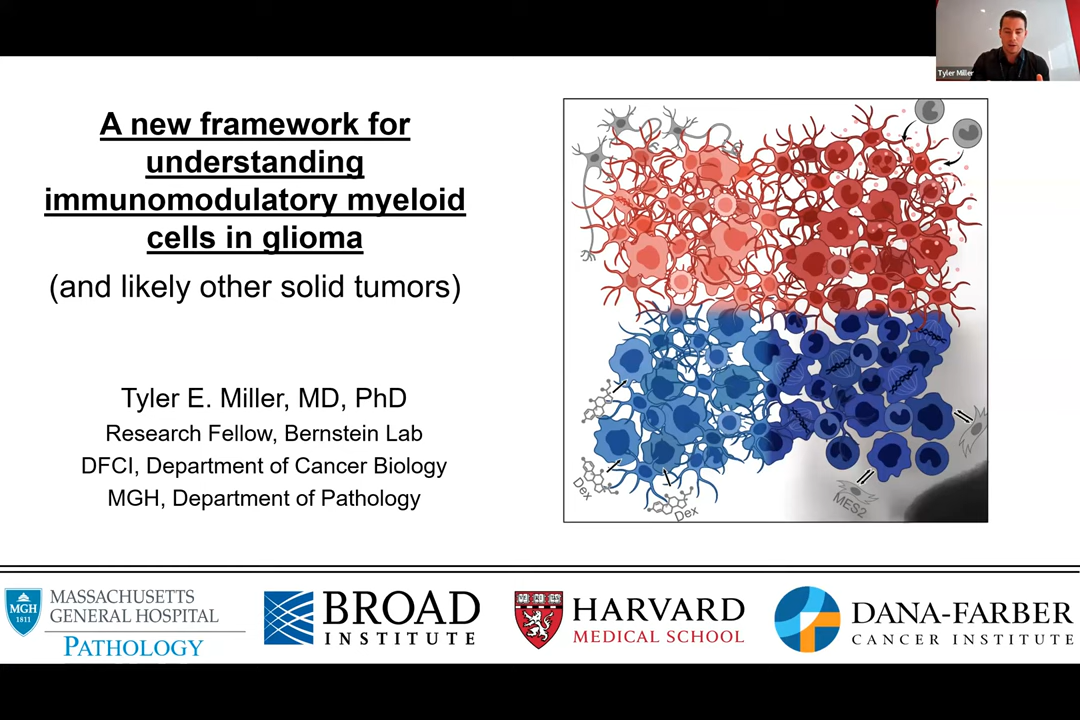 Tyler Miller
A new framework for
understanding
immunomodulatory myeloid
cells in glioma
(and likely other solid tumors)
Tyler E. Miller, MD, PhD
Research Fellow, Bernstein Lab
DFCI, Department of Cancer Biology
MGH, Department of Pathology
Dex
Dex
MES2
MGH
1811
MASSACHUSETTS
GENERAL HOSPITAL
PATHOLOGY
BROAD
INSTITUTE
HARVARD
MEDICAL SCHOOL
DANA-FARBER
CANCER INSTITUTE